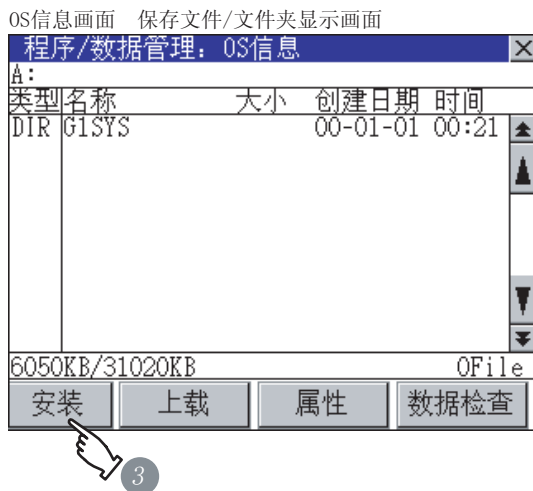 OS信息画面 保存文件/文件夹显示画面
程序/数据管理: OS信息 ×
A:
类型 名称 大小 创建日期 时间
DIR G1SYS 00-01-01 00:21
6050KB/31020KB 0File
安装 上载 属性 数据检查
3